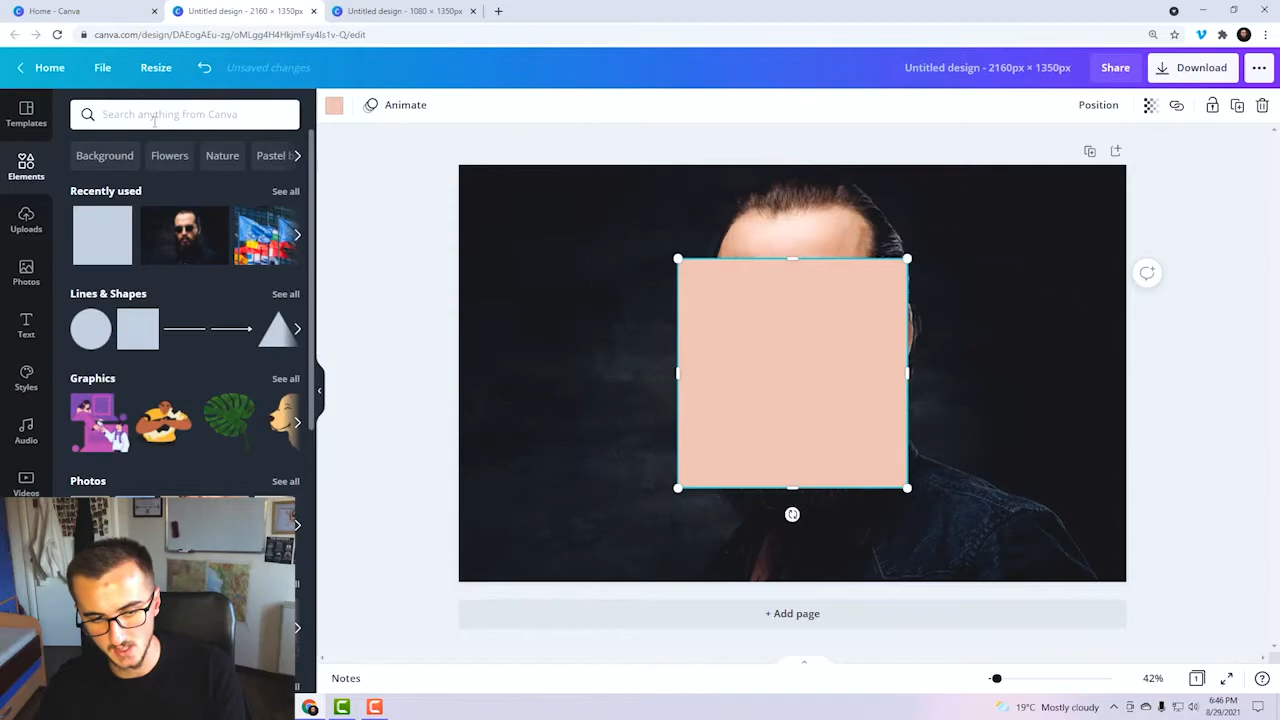 Home - Canva
Untitled design - 2160 × 1350px
Untitled design - 1080 × 1350px
canva.com/design/DAEogAEu-zg/oMLgg4H4HkjmFsy4Is1v-Q/edit
Home
File
Resize
Unsaved changes
Untitled design - 2160px × 1350px
Share
Download
Templates
Search anything from Canva
Animate
Position
Elements
Background
Flowers
Nature
Pastel b
Recently used
See all
Uploads
Photos
Lines & Shapes
See all
Text
Styles
Graphics
See all
Audio
Videos
Photos
See all
+ Add page
Notes
42%
1
19°C Mostly cloudy
6:46 PM
8/29/2021